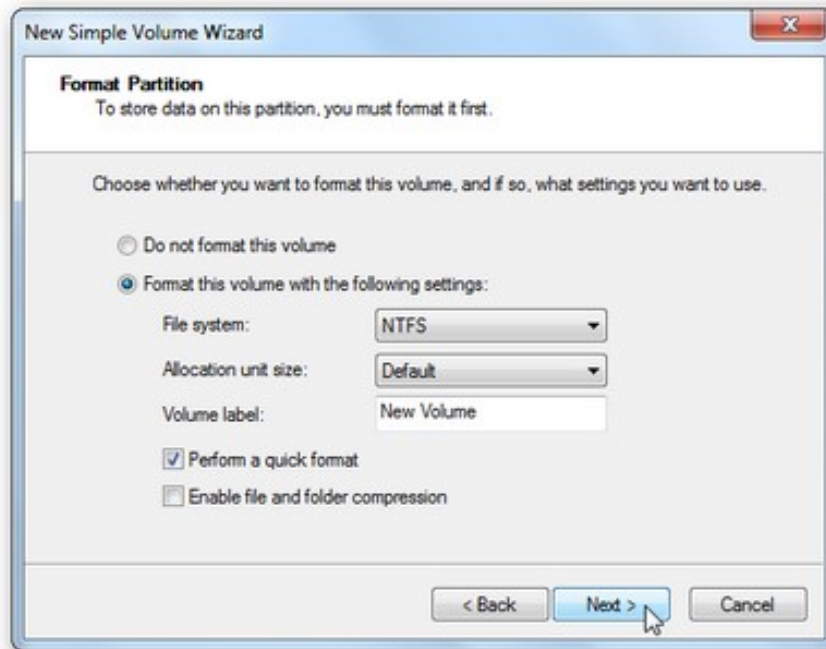 New Simple Volume Wizard
Format Partition
To store data on this partition, you must format it first.
Choose whether you want to format this volume, and if so, what settings you want to use.
Do not format this volume
Format this volume with the following settings:
File system: NTFS
Allocation unit size: Default
Volume label: New Volume
Perform a quick format
Enable file and folder compression
< Back Next > Cancel